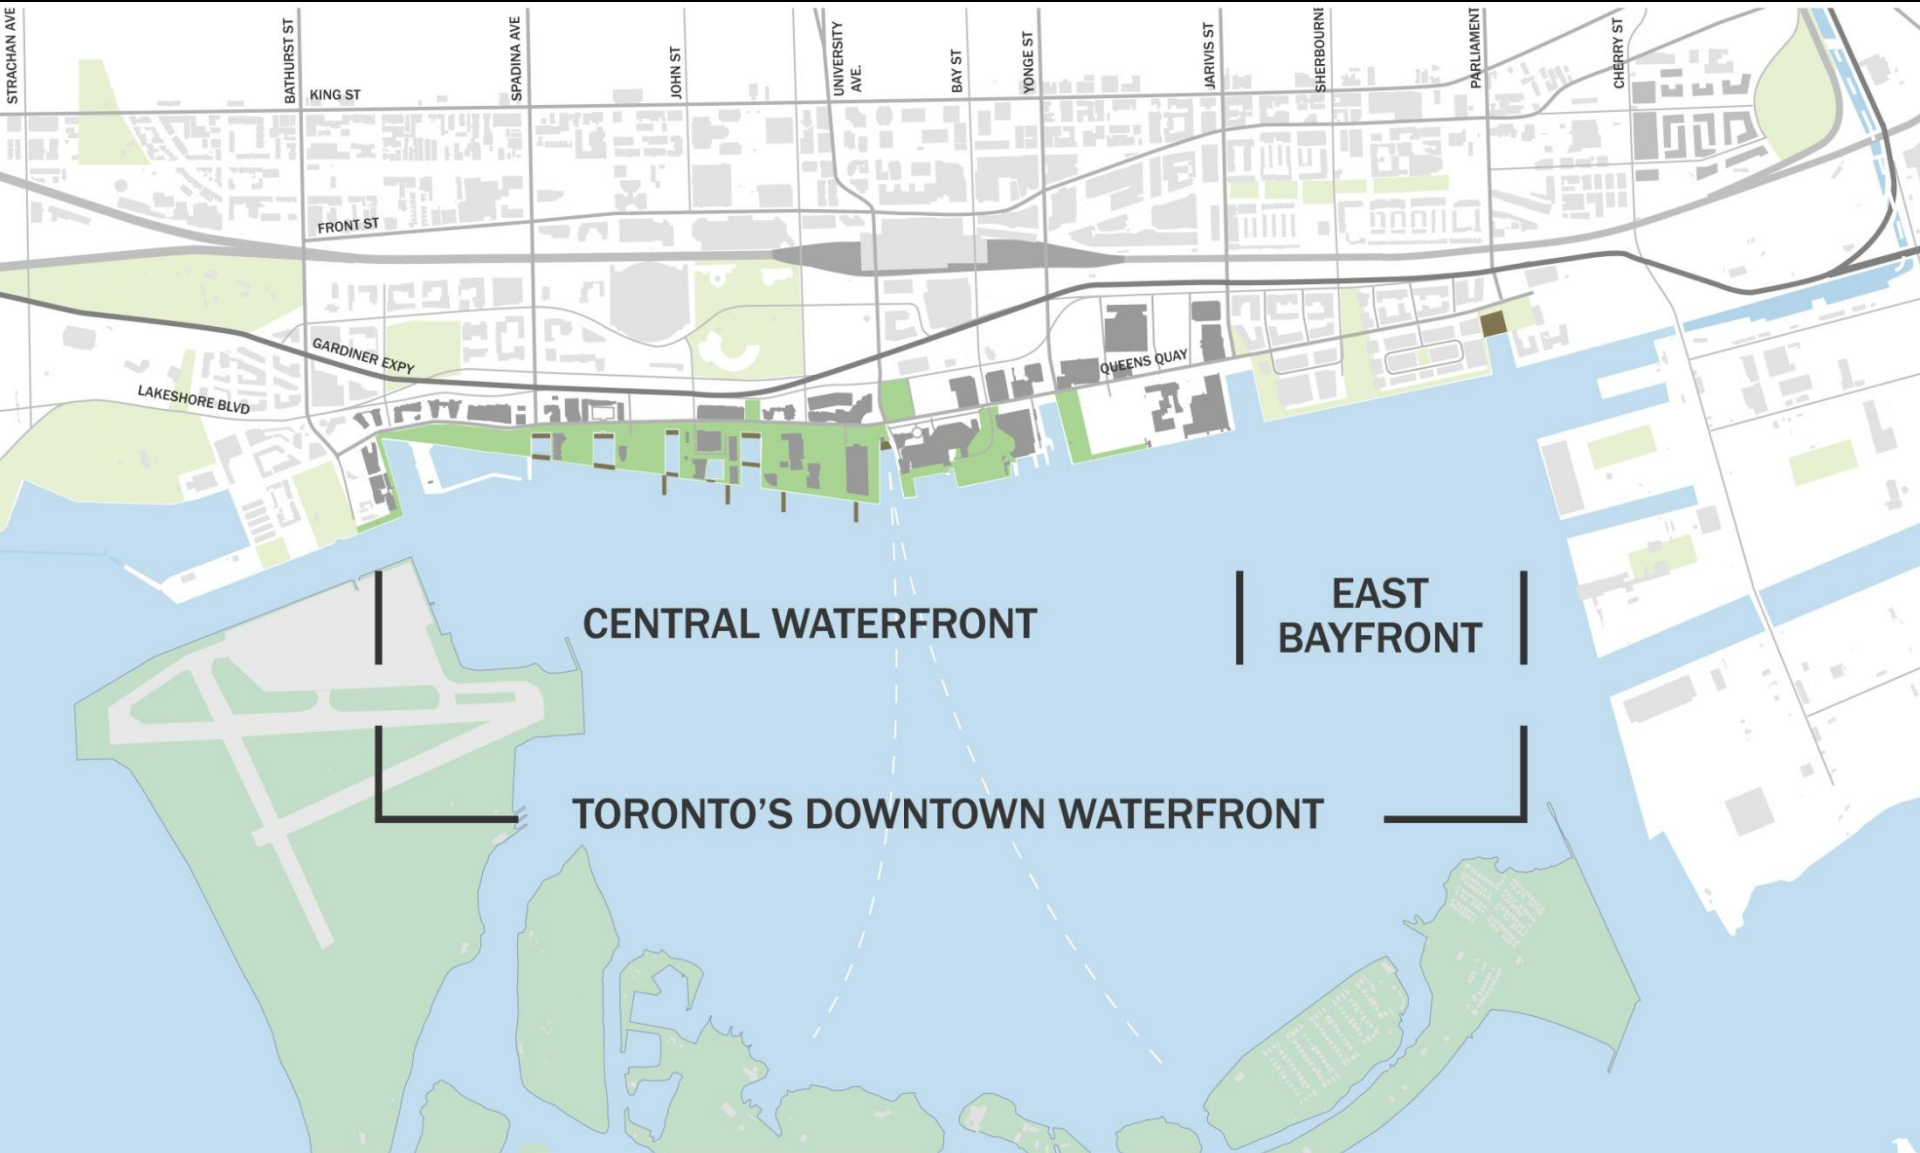 STRACHAN AVE
BATHURST ST
SPADINA AVE
JOHN ST
UNIVERSITY
AVE.
BAY ST
YONGE ST
JARIVIS ST
SHERBOURNE
PARLIAMENT
CHERRY ST
KING ST
FRONT ST
GARDINER EXPY
LAKESHORE BLVD
QUEENS QUAY
CENTRAL WATERFRONT
EAST
BAYFRONT
TORONTO'S DOWNTOWN WATERFRONT